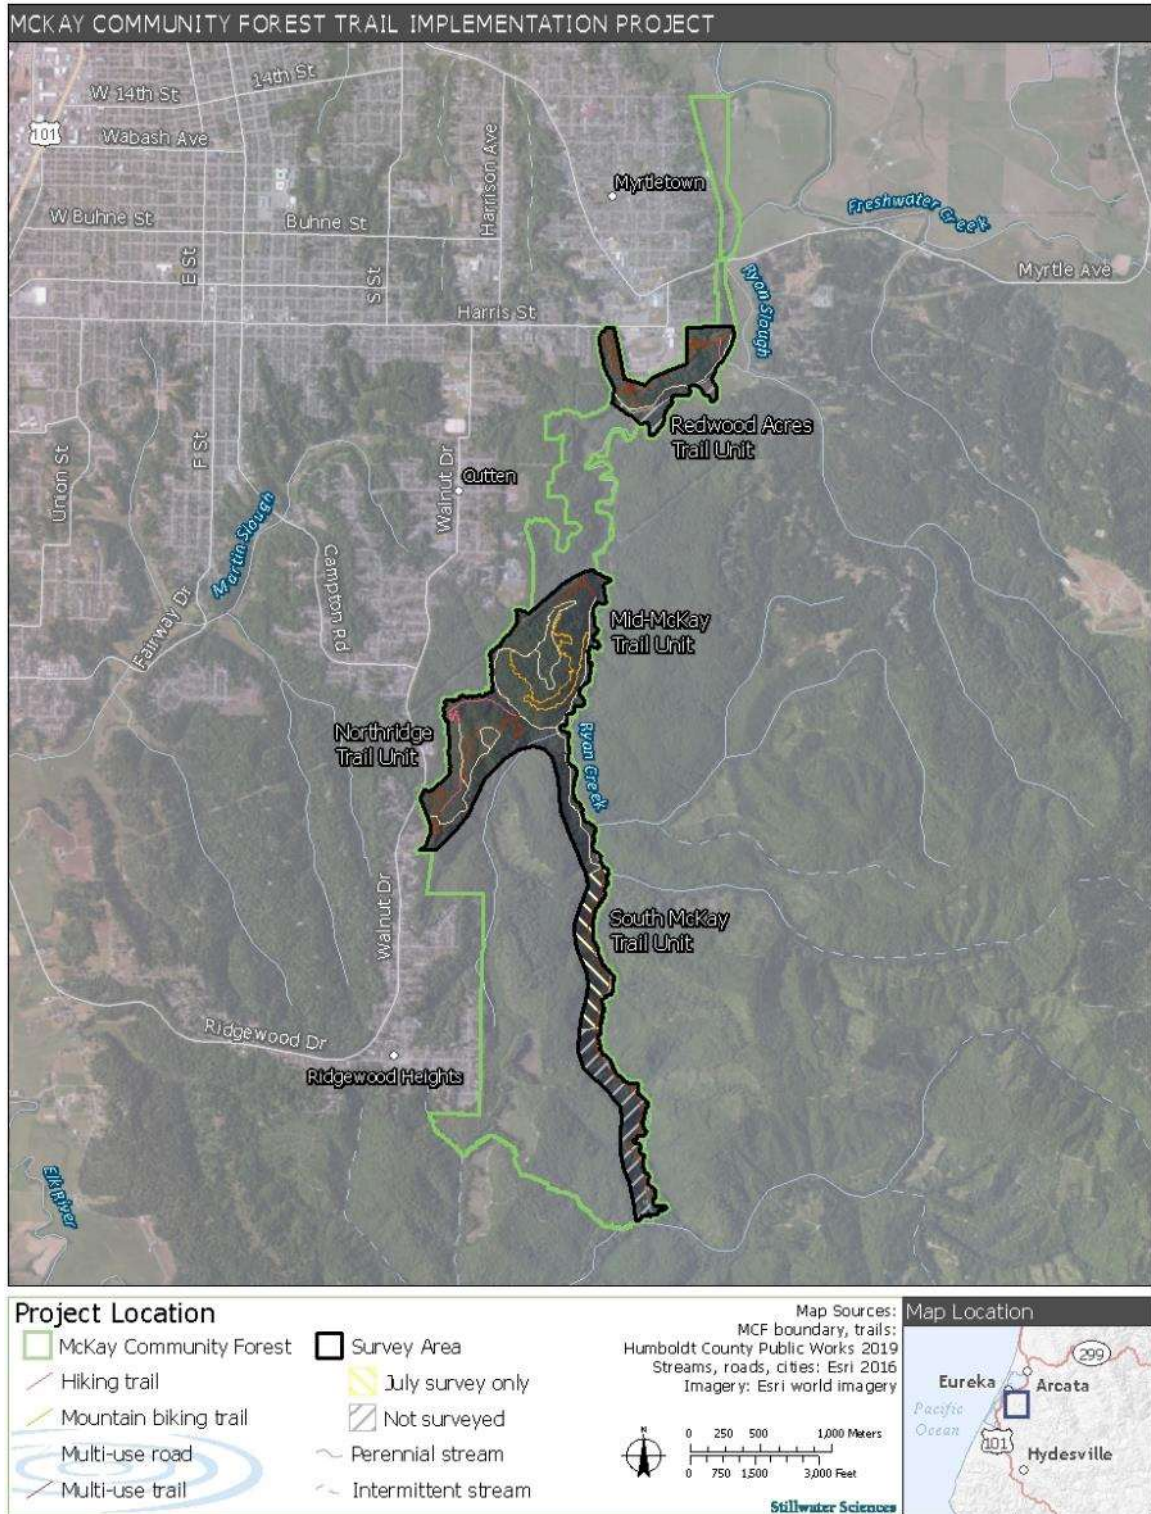 MCKAY COMMUNITY FOREST TRAIL IMPLEMENTATION PROJECT
W 14th St
14th St
101
Wabash Ave
Harrison Ave
Myrtletown
W Buhne St
Buhne St
Freshwater Creek
E St
S St
Myrtle Ave
Ryan Slough
Harris St
Redwood Acres
Trail Unit
F St
Walnut Dr
Cutten
Union St
Martin Slough
Campton Rd
Fairway Dr
Mid-McKay
Trail Unit
Northridge
Trail Unit
Ryan Creek
Walnut Dr
South McKay
Trail Unit
Ridgewood Dr
Ridgewood Heights
Elk River
Project Location
McKay Community Forest
Hiking trail
Mountain biking trail
Multi-use road
Multi-use trail
Survey Area
July survey only
Not surveyed
Perennial stream
Intermittent stream
Map Sources:
MCF boundary, trails:
Humboldt County Public Works 2019
Streams, roads, cities: Esri 2016
Imagery: Esri world imagery
N
0 250 500 1,000 Meters
0 750 1,500 3,000 Feet
Stillwater Sciences
Map Location
299
Eureka
Arcata
Pacific
Ocean
101
Hydesville